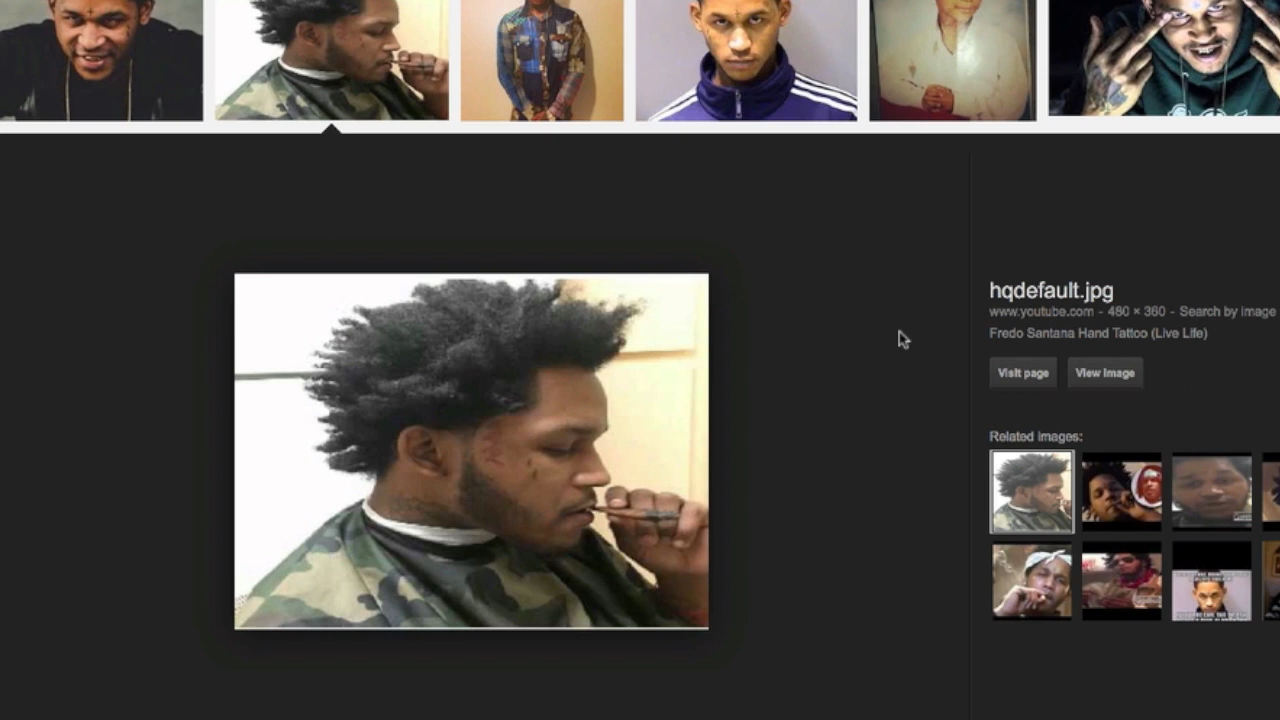 hqdefault.jpg
www.youtube.com - 480 × 360 - Search by image
Fredo Santana Hand Tattoo (Live Life)
Visit page
View image
Related images: